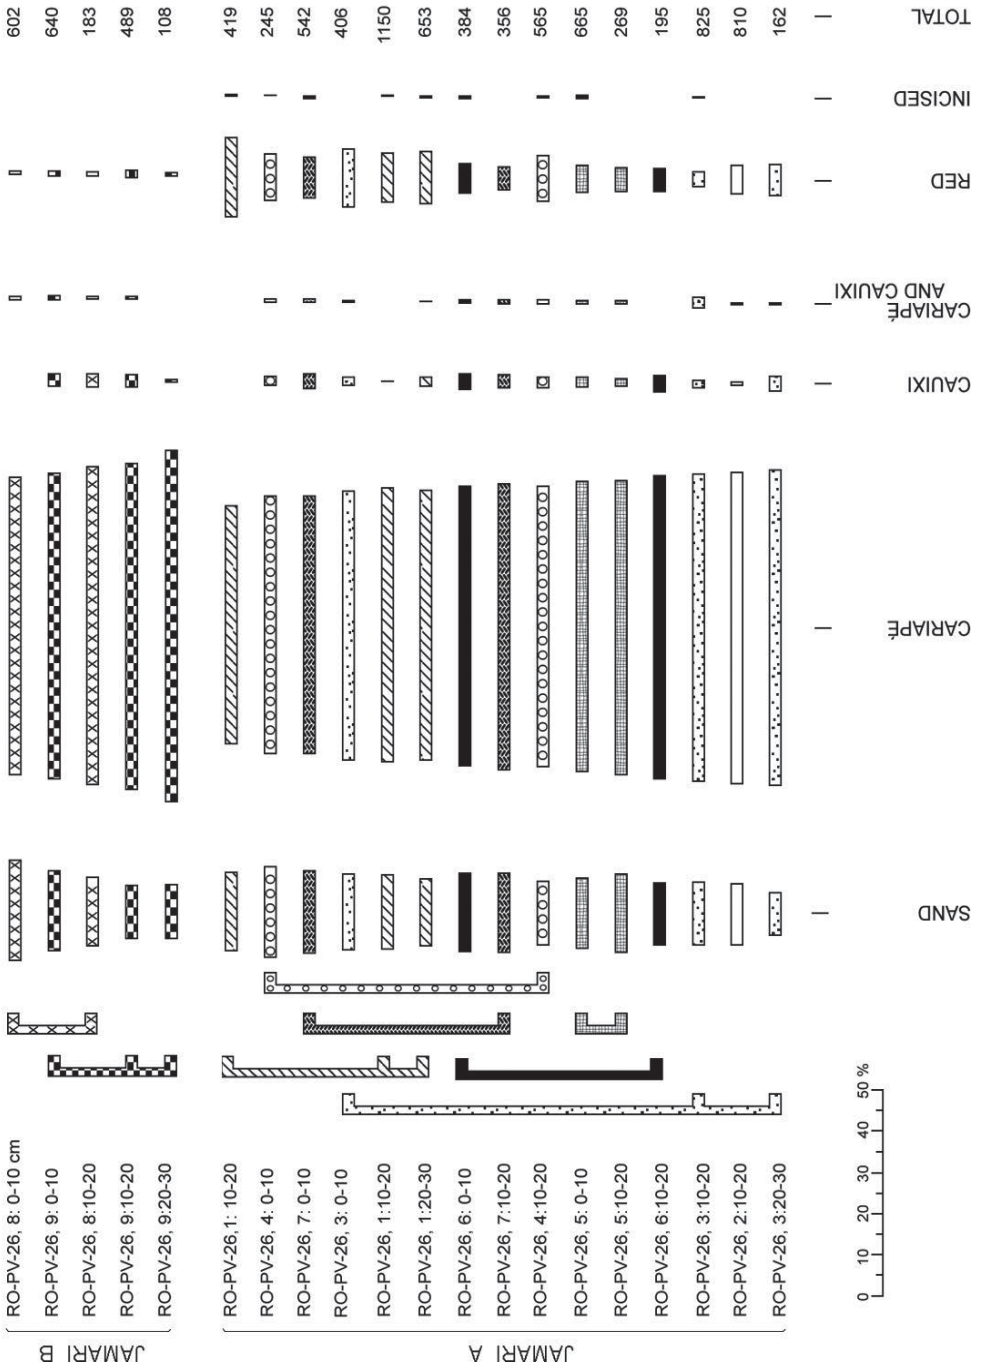 JAMARI B
RO-PV-26, 8: 0-10 cm
602
RO-PV-26, 9: 0-10
640
RO-PV-26, 8:10-20
183
RO-PV-26, 9:10-20
489
RO-PV-26, 9:20-30
108
JAMARI A
RO-PV-26,1: 10-20
419
RO-PV-26, 4: 0-10
245
RO-PV-26, 7: 0-10
542
RO-PV-26, 3: 0-10
406
RO-PV-26, 1:10-20
1150
RO-PV-26, 1:20-30
653
RO-PV-26, 6: 0-10
384
RO-PV-26, 7:10-20
356
RO-PV-26, 4:10-20
565
RO-PV-26, 5: 0-10
665
RO-PV-26, 5:10-20
269
RO-PV-26, 6:10-20
195
RO-PV-26, 3:10-20
825
RO-PV-26, 2:10-20
810
RO-PV-26, 3:20-30
162
0 10 20 30 40 50 %
SAND
CARIAPÉ
CAUIXI
CARIAPÉ
AND CAUIXI
RED
INCISED
TOTAL